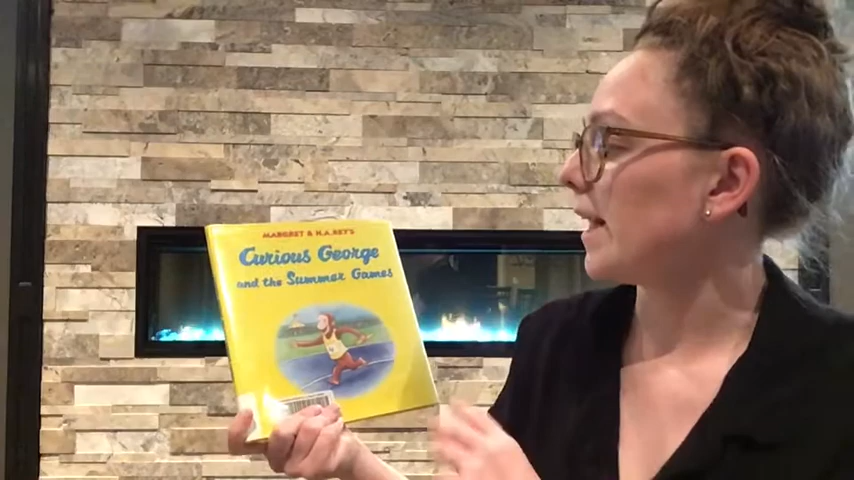 MARGRET & H.A. REY'S
Curious George
and the Summer Games